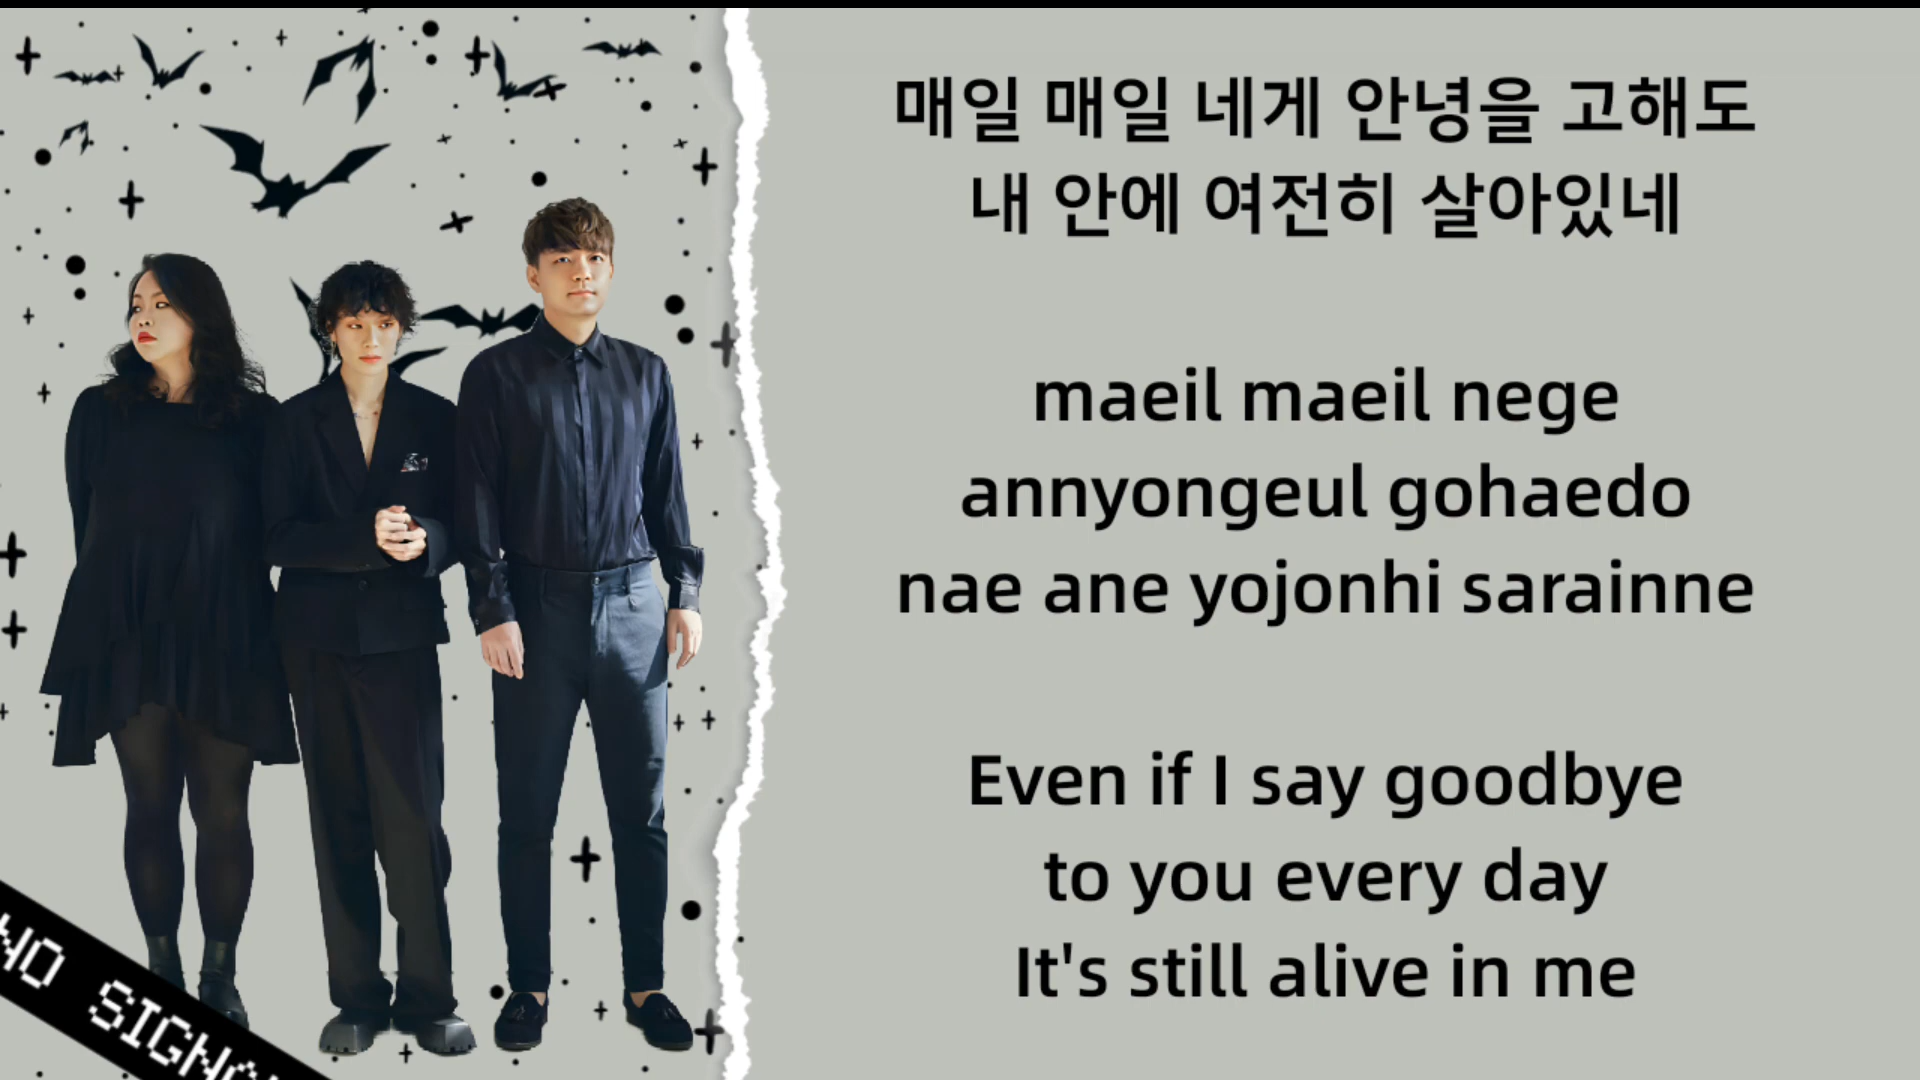 매일 매일 네게 안녕을 고해도
내 안에 여전히 살아있네
maeil maeil nege
annyongeul gohaedo
nae ane yojonhi sarainne
Even if I say goodbye
to you every day
It's still alive in me
NO